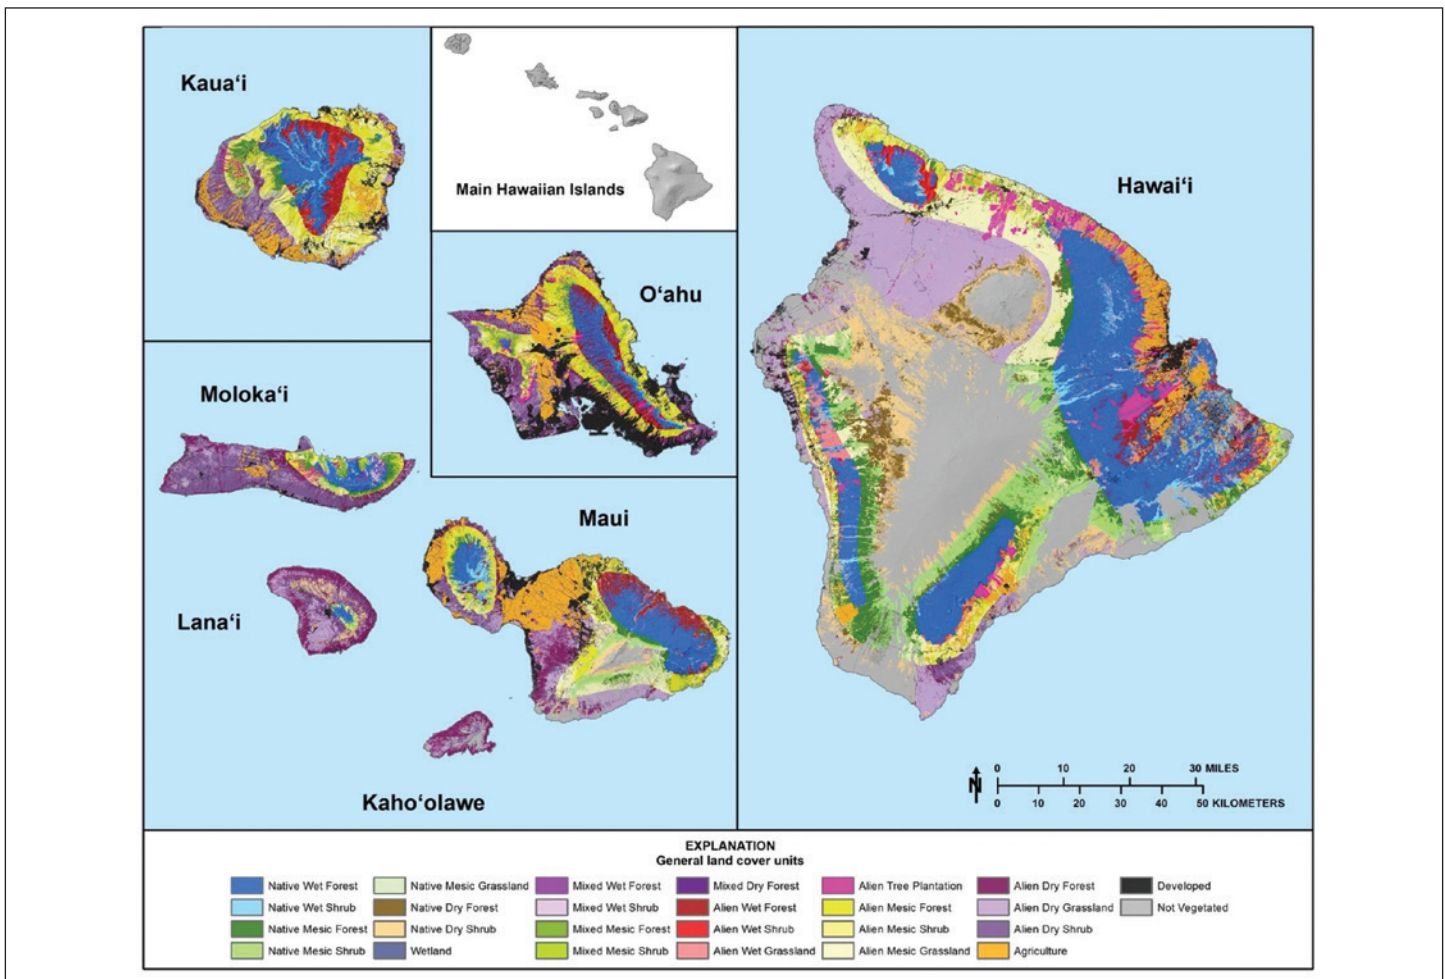 Kaua‘i
Main Hawaiian Islands
O‘ahu
Hawai‘i
Moloka‘i
Maui
Lana‘i
Kaho‘olawe
N
0 10 20 30 MILES
0 10 20 30 40 50 KILOMETERS
EXPLANATION
General land cover units
Native Wet Forest Native Mesic Grassland Mixed Wet Forest Mixed Dry Forest Alien Tree Plantation Alien Dry Forest Developed
Native Wet Shrub Native Dry Forest Mixed Wet Shrub Alien Wet Forest Alien Mesic Forest Alien Dry Grassland Not Vegetated
Native Mesic Forest Native Dry Shrub Mixed Mesic Forest Alien Wet Shrub Alien Mesic Shrub Alien Dry Shrub
Native Mesic Shrub Wetland Mixed Mesic Shrub Alien Wet Grassland Alien Mesic Grassland Agriculture